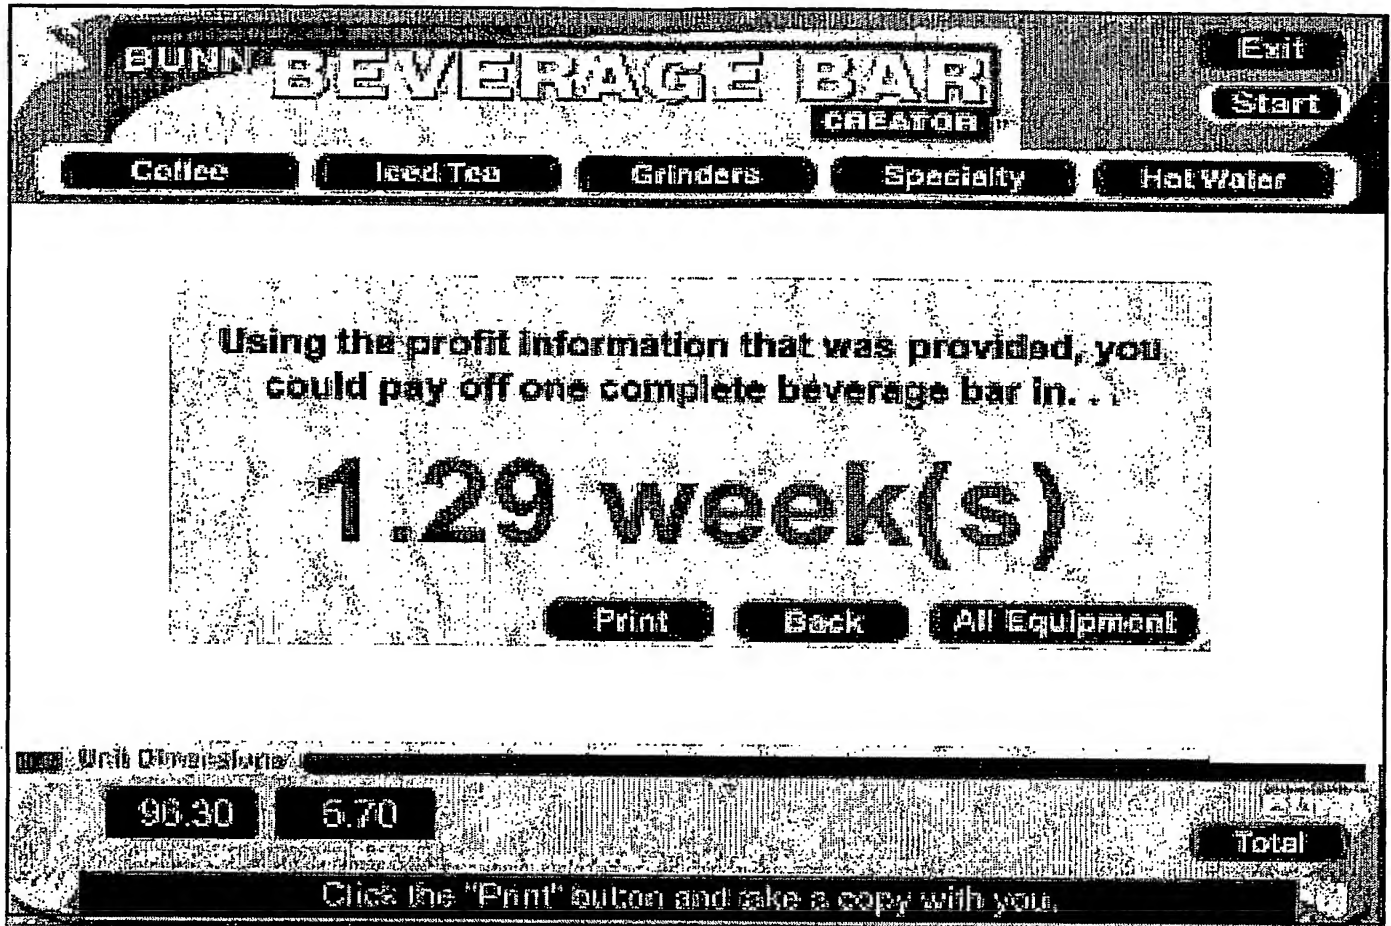 BUNN
BEVERAGE BAR
CREATOR
Exit
Start
Coffee
Iced Tea
Grinders
Specialty
Hot Water
Using the profit information that was provided, you
could pay off one complete beverage bar in. . .
1.29 week(s)
Print
Back
All Equipment
Unit Dimensions
96.30
5.70
Total
Click the "Print" button and take a copy with you.